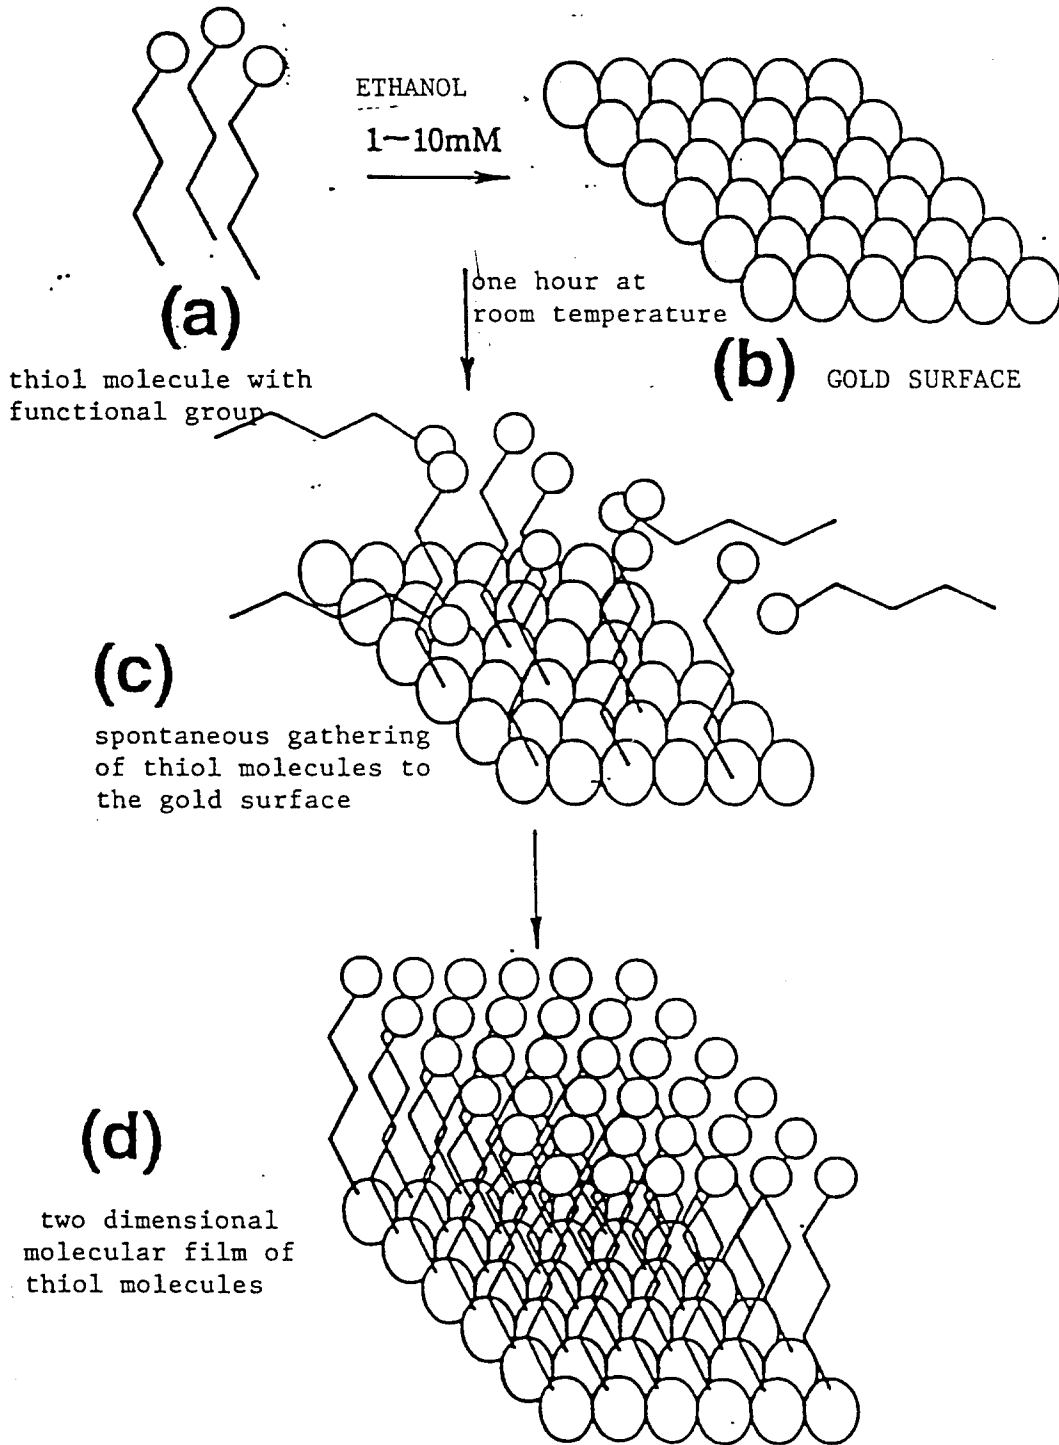 ETHANOL
1~10mM
one hour at
room temperature
(a)
thiol molecule with
functional group
(b) GOLD SURFACE
(c)
spontaneous gathering
of thiol molecules to
the gold surface
(d)
two dimensional
molecular film of
thiol molecules